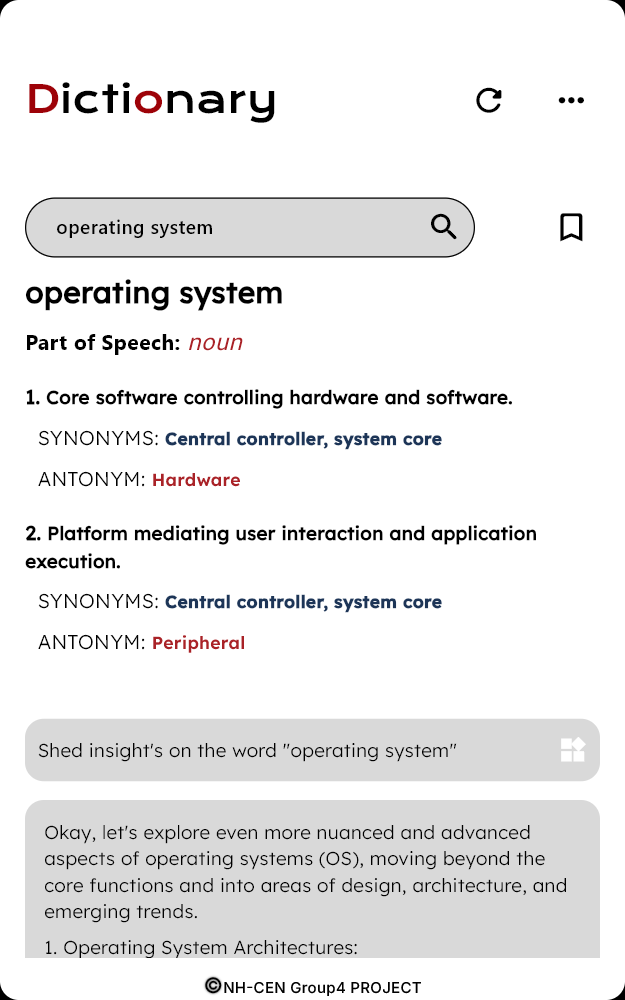 Dictionary
operating system
operating system
Part of Speech: noun
1. Core software controlling hardware and software.
SYNONYMS: Central controller, system core
ANTONYM: Hardware
2. Platform mediating user interaction and application
execution.
SYNONYMS: Central controller, system core
ANTONYM: Peripheral
Shed insight's on the word "operating system"
Okay, let's explore even more nuanced and advanced
aspects of operating systems (OS), moving beyond the
core functions and into areas of design, architecture, and
emerging trends.
1. Operating System Architectures:
©NH-CEN Group4 PROJECT